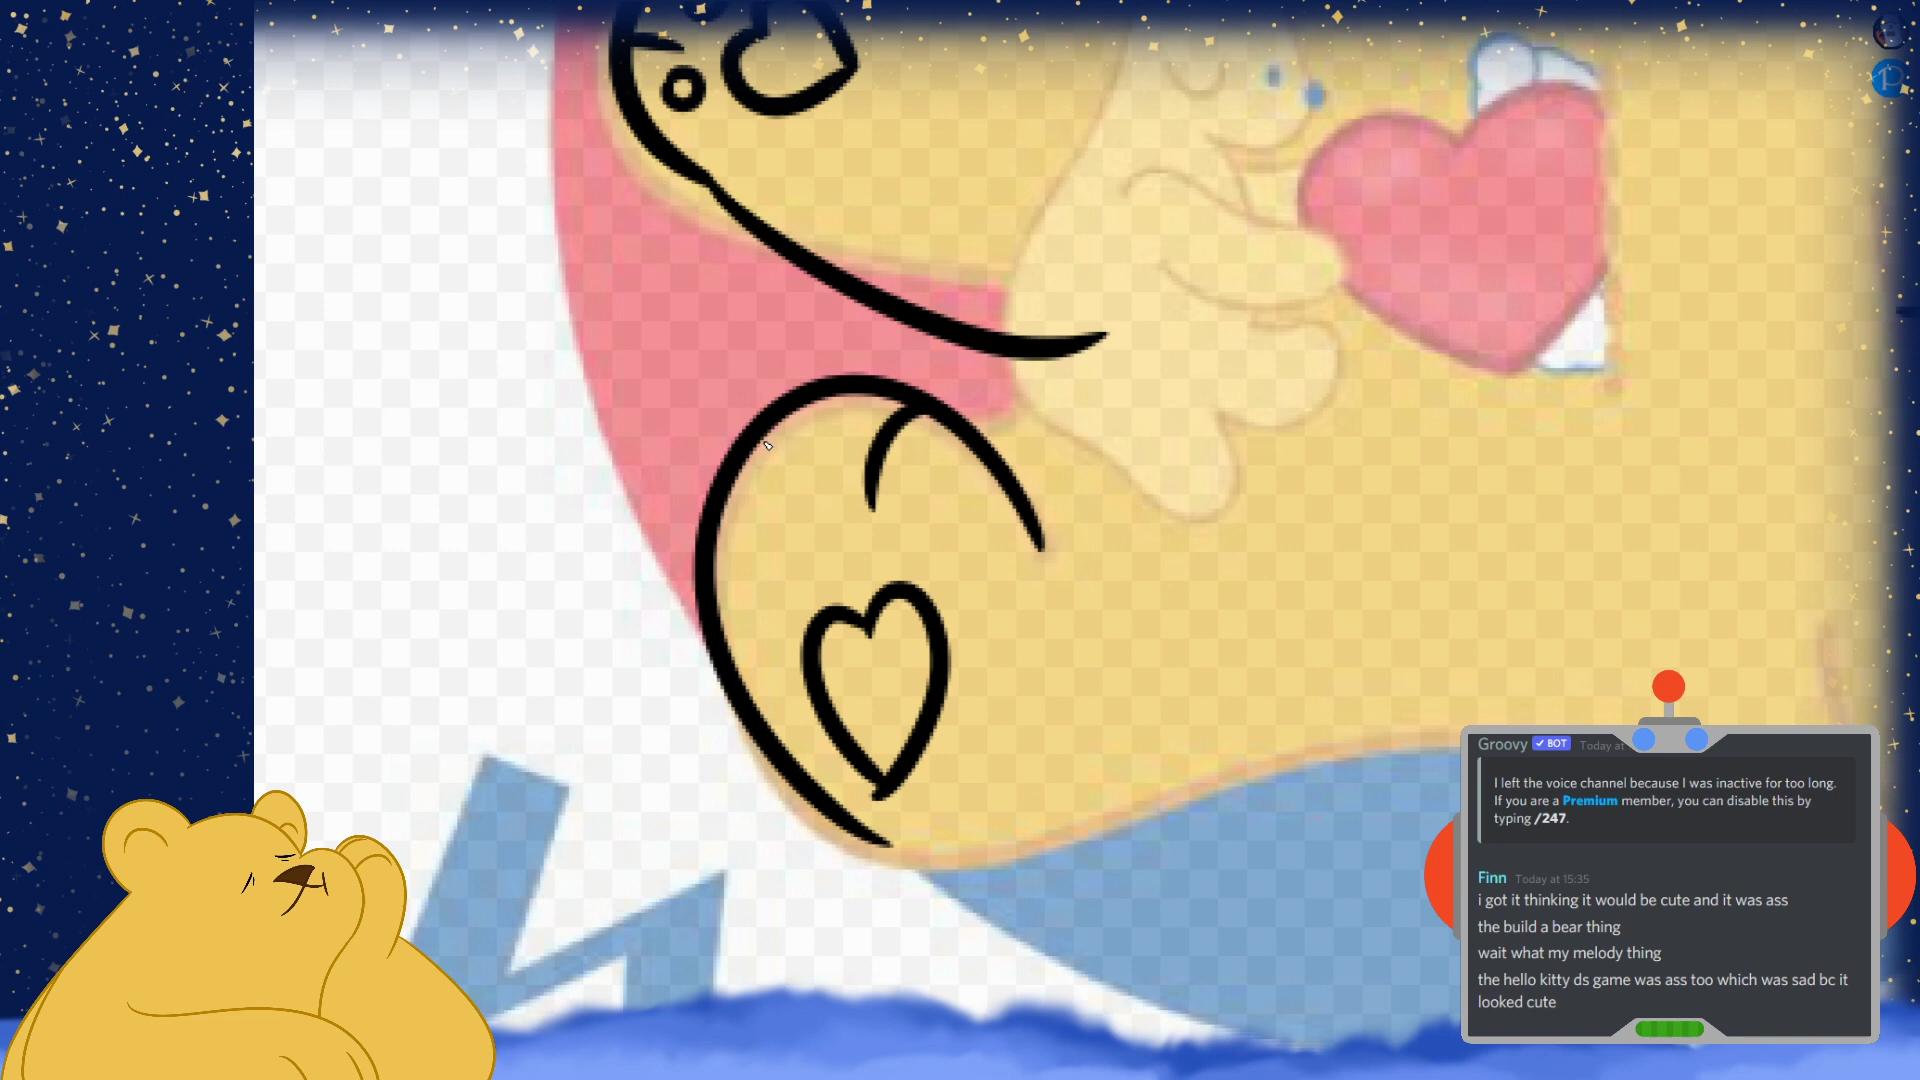 Groovy ✓ BOT Today at
I left the voice channel because I was inactive for too long.
If you are a Premium member, you can disable this by
typing /247.
Finn Today at 15:35
i got it thinking it would be cute and it was ass
the build a bear thing
wait what my melody thing
the hello kitty ds game was ass too which was sad bc it
looked cute